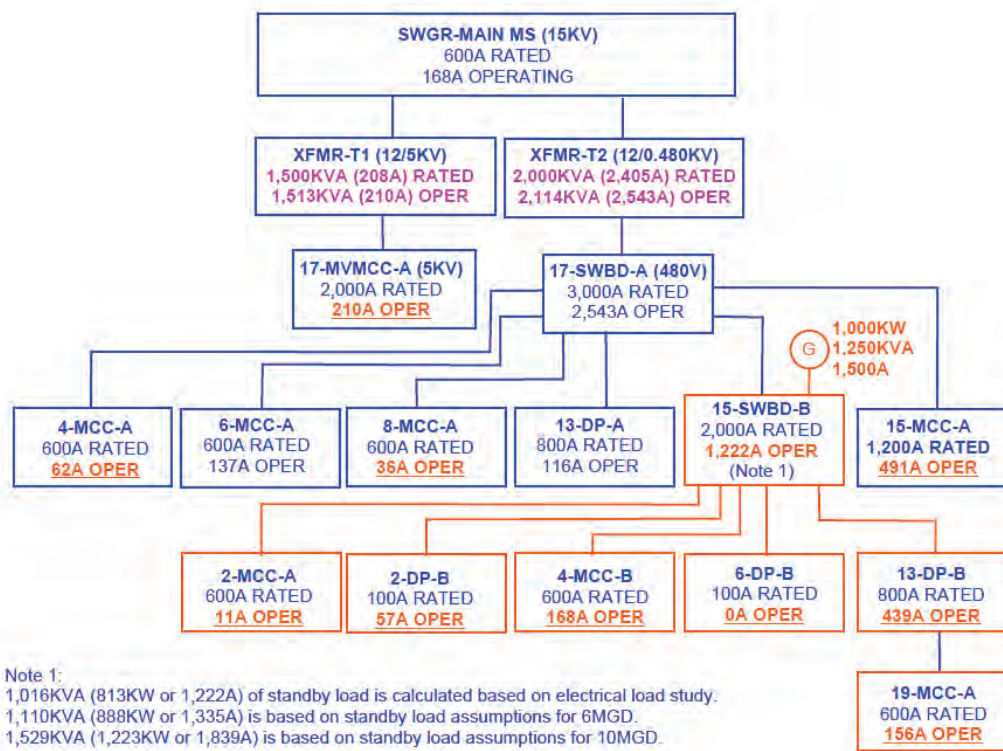 SWGR-MAIN MS (15KV)
600A RATED
168A OPERATING
XFMR-T1 (12/5KV)
1,500KVA (208A) RATED
1,513KVA (210A) OPER
XFMR-T2 (12/0.480KV)
2,000KVA (2,405A) RATED
2,114KVA (2,543A) OPER
17-MVMCC-A (5KV)
2,000A RATED
210A OPER
17-SWBD-A (480V)
3,000A RATED
2,543A OPER
G
1,000KW
1,250KVA
1,500A
4-MCC-A
600A RATED
62A OPER
6-MCC-A
600A RATED
137A OPER
8-MCC-A
600A RATED
36A OPER
13-DP-A
800A RATED
116A OPER
15-SWBD-B
2,000A RATED
1,222A OPER
(Note 1)
15-MCC-A
1,200A RATED
491A OPER
2-MCC-A
600A RATED
11A OPER
2-DP-B
100A RATED
57A OPER
4-MCC-B
600A RATED
168A OPER
6-DP-B
100A RATED
0A OPER
13-DP-B
800A RATED
439A OPER
19-MCC-A
600A RATED
156A OPER
Note 1:
1,016KVA (813KW or 1,222A) of standby load is calculated based on electrical load study.
1,110KVA (888KW or 1,335A) is based on standby load assumptions for 6MGD.
1,529KVA (1,223KW or 1,839A) is based on standby load assumptions for 10MGD.